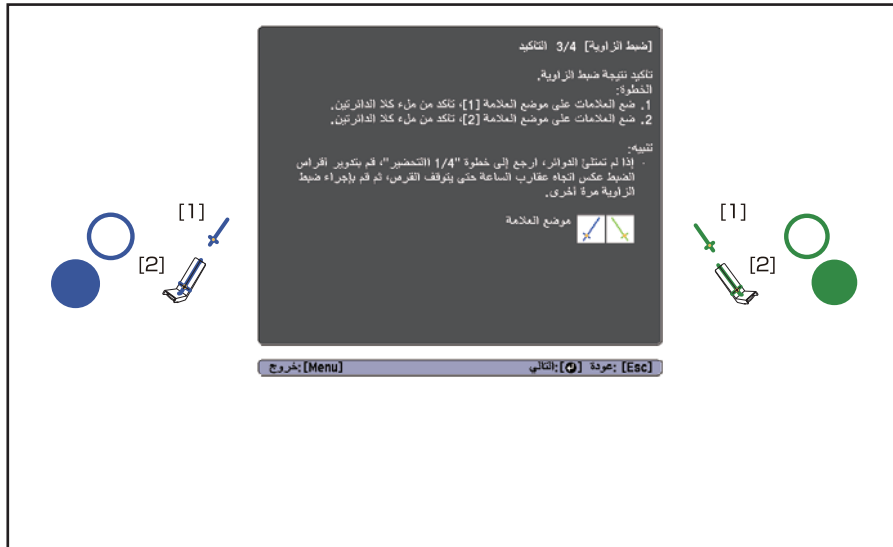 [ضبط الزاوية] 3/4 التأكيد
تأكيد نتيجة ضبط الزاوية.
الخطوة:
1. ضع العلامات على موضع العلامة [1]، تأكد من ملء كلا الدائرتين.
2. ضع العلامات على موضع العلامة [2]، تأكد من ملء كلا الدائرتين.
تنبيه:
· إذا لم تمتلئ الدوائر، ارجع إلى خطوة "1/4 االتحضير"، قم بتدوير أقراص
الضبط عكس اتجاه عقارب الساعة حتى يتوقف القرص، ثم قم بإجراء ضبط
الزاوية مرة أخرى.
موضع العلامة
[1]
[2]
[1]
[2]
[Esc] :عودة [⏎]:التالي [Menu]:خروج